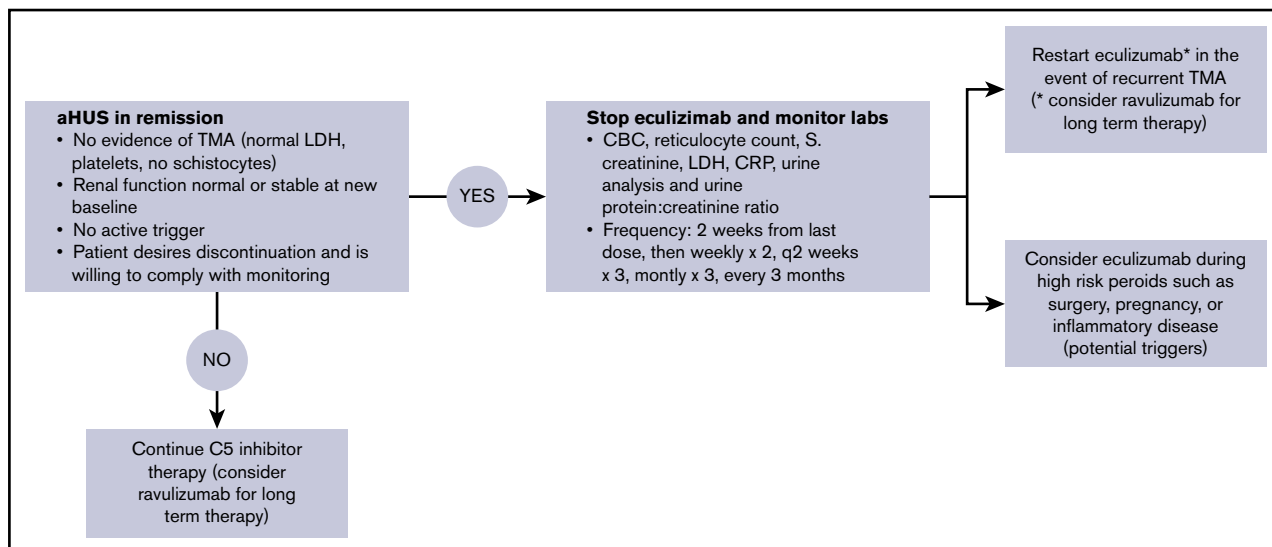 aHUS in remission
• No evidence of TMA (normal LDH,
platelets, no schistocytes)
• Renal function normal or stable at new
baseline
• No active trigger
• Patient desires discontinuation and is
willing to comply with monitoring
YES
Stop eculizimab and monitor labs
• CBC, reticulocyte count, S.
creatinine, LDH, CRP, urine
analysis and urine
protein:creatinine ratio
• Frequency: 2 weeks from last
dose, then weekly x 2, q2 weeks
x 3, montly x 3, every 3 months
Restart eculizumab* in the
event of recurrent TMA
(* consider ravulizumab for
long term therapy)
Consider eculizumab during
high risk peroids such as
surgery, pregnancy, or
inflammatory disease
(potential triggers)
NO
Continue C5 inhibitor
therapy (consider
ravulizumab for long
term therapy)